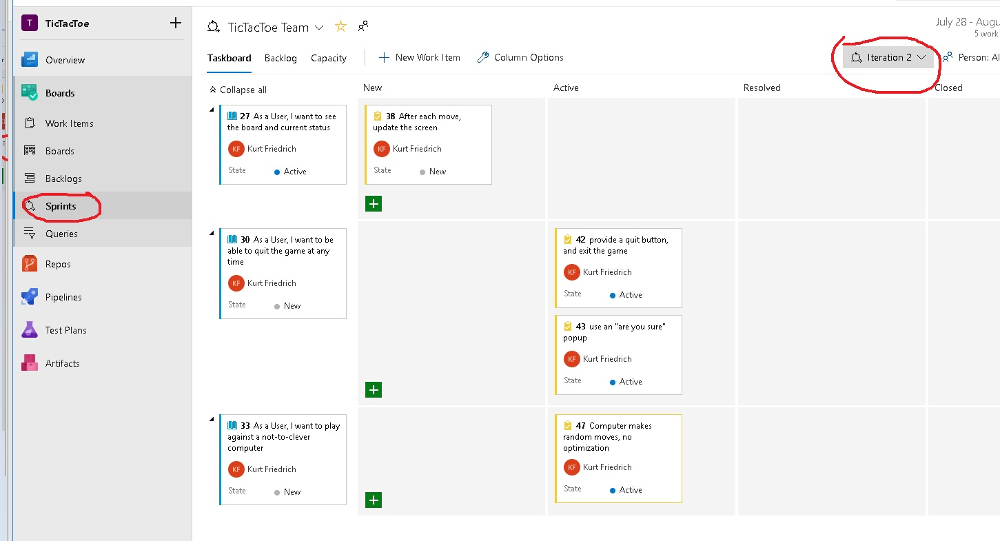 T TicTacToe
Overview
Boards
Work Items
Boards
Backlogs
Sprints
Queries
Repos
Pipelines
Test Plans
Artifacts
TicTacToe Team
July 28 - Augu
5 work
Taskboard Backlog Capacity New Work Item Column Options Iteration 2 Person: Al
Collapse all New Active Resolved Closed
27 As a User, I want to see
the board and current status
KF Kurt Friedrich
State Active
38 After each move,
update the screen
KF Kurt Friedrich
State New
30 As a User, I want to be
able to quit the game at any
time
KF Kurt Friedrich
State New
42 provide a quit button,
and exit the game
KF Kurt Friedrich
State Active
43 use an "are you sure"
popup
KF Kurt Friedrich
State Active
33 As a User, I want to play
against a not-to-clever
computer
KF Kurt Friedrich
State New
47 Computer makes
random moves, no
optimization
KF Kurt Friedrich
State Active